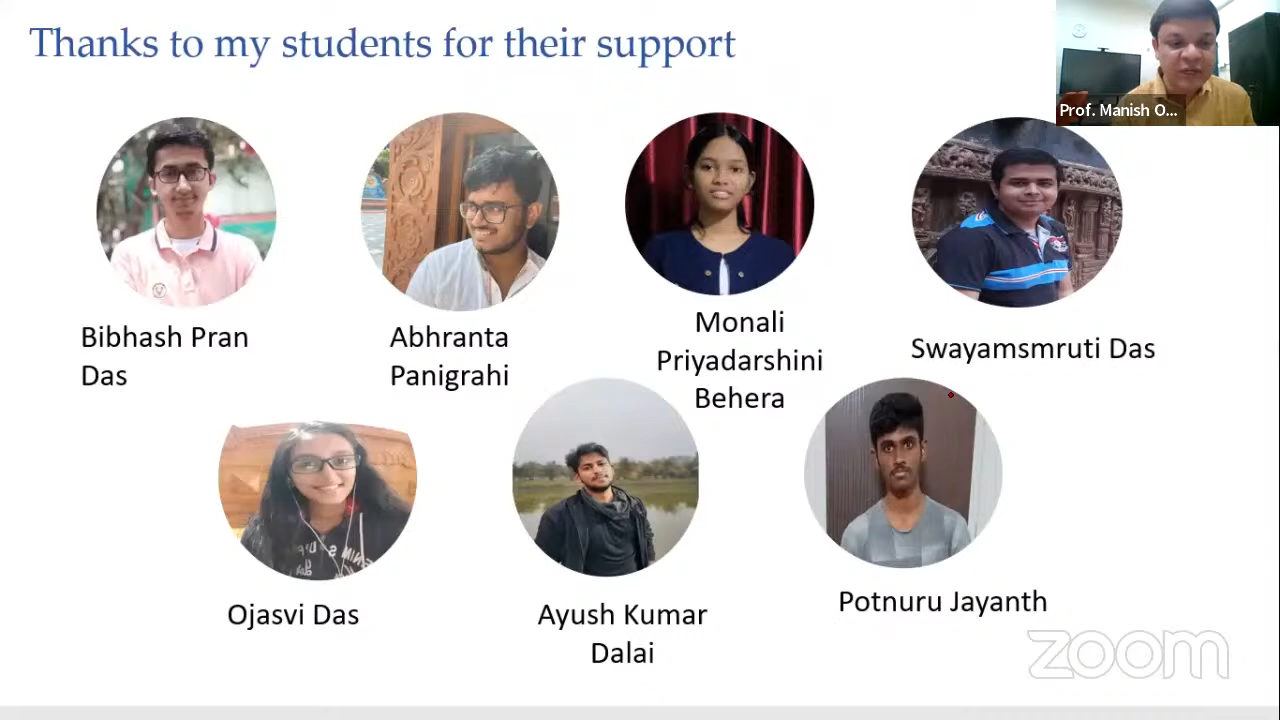 Thanks to my students for their support
Prof. Manish O...
Bibhash Pran
Das
Abhranta
Panigrahi
Monali
Priyadarshini
Behera
Swayamsmruti Das
Ojasvi Das
Ayush Kumar
Dalai
Potnuru Jayanth
zoom